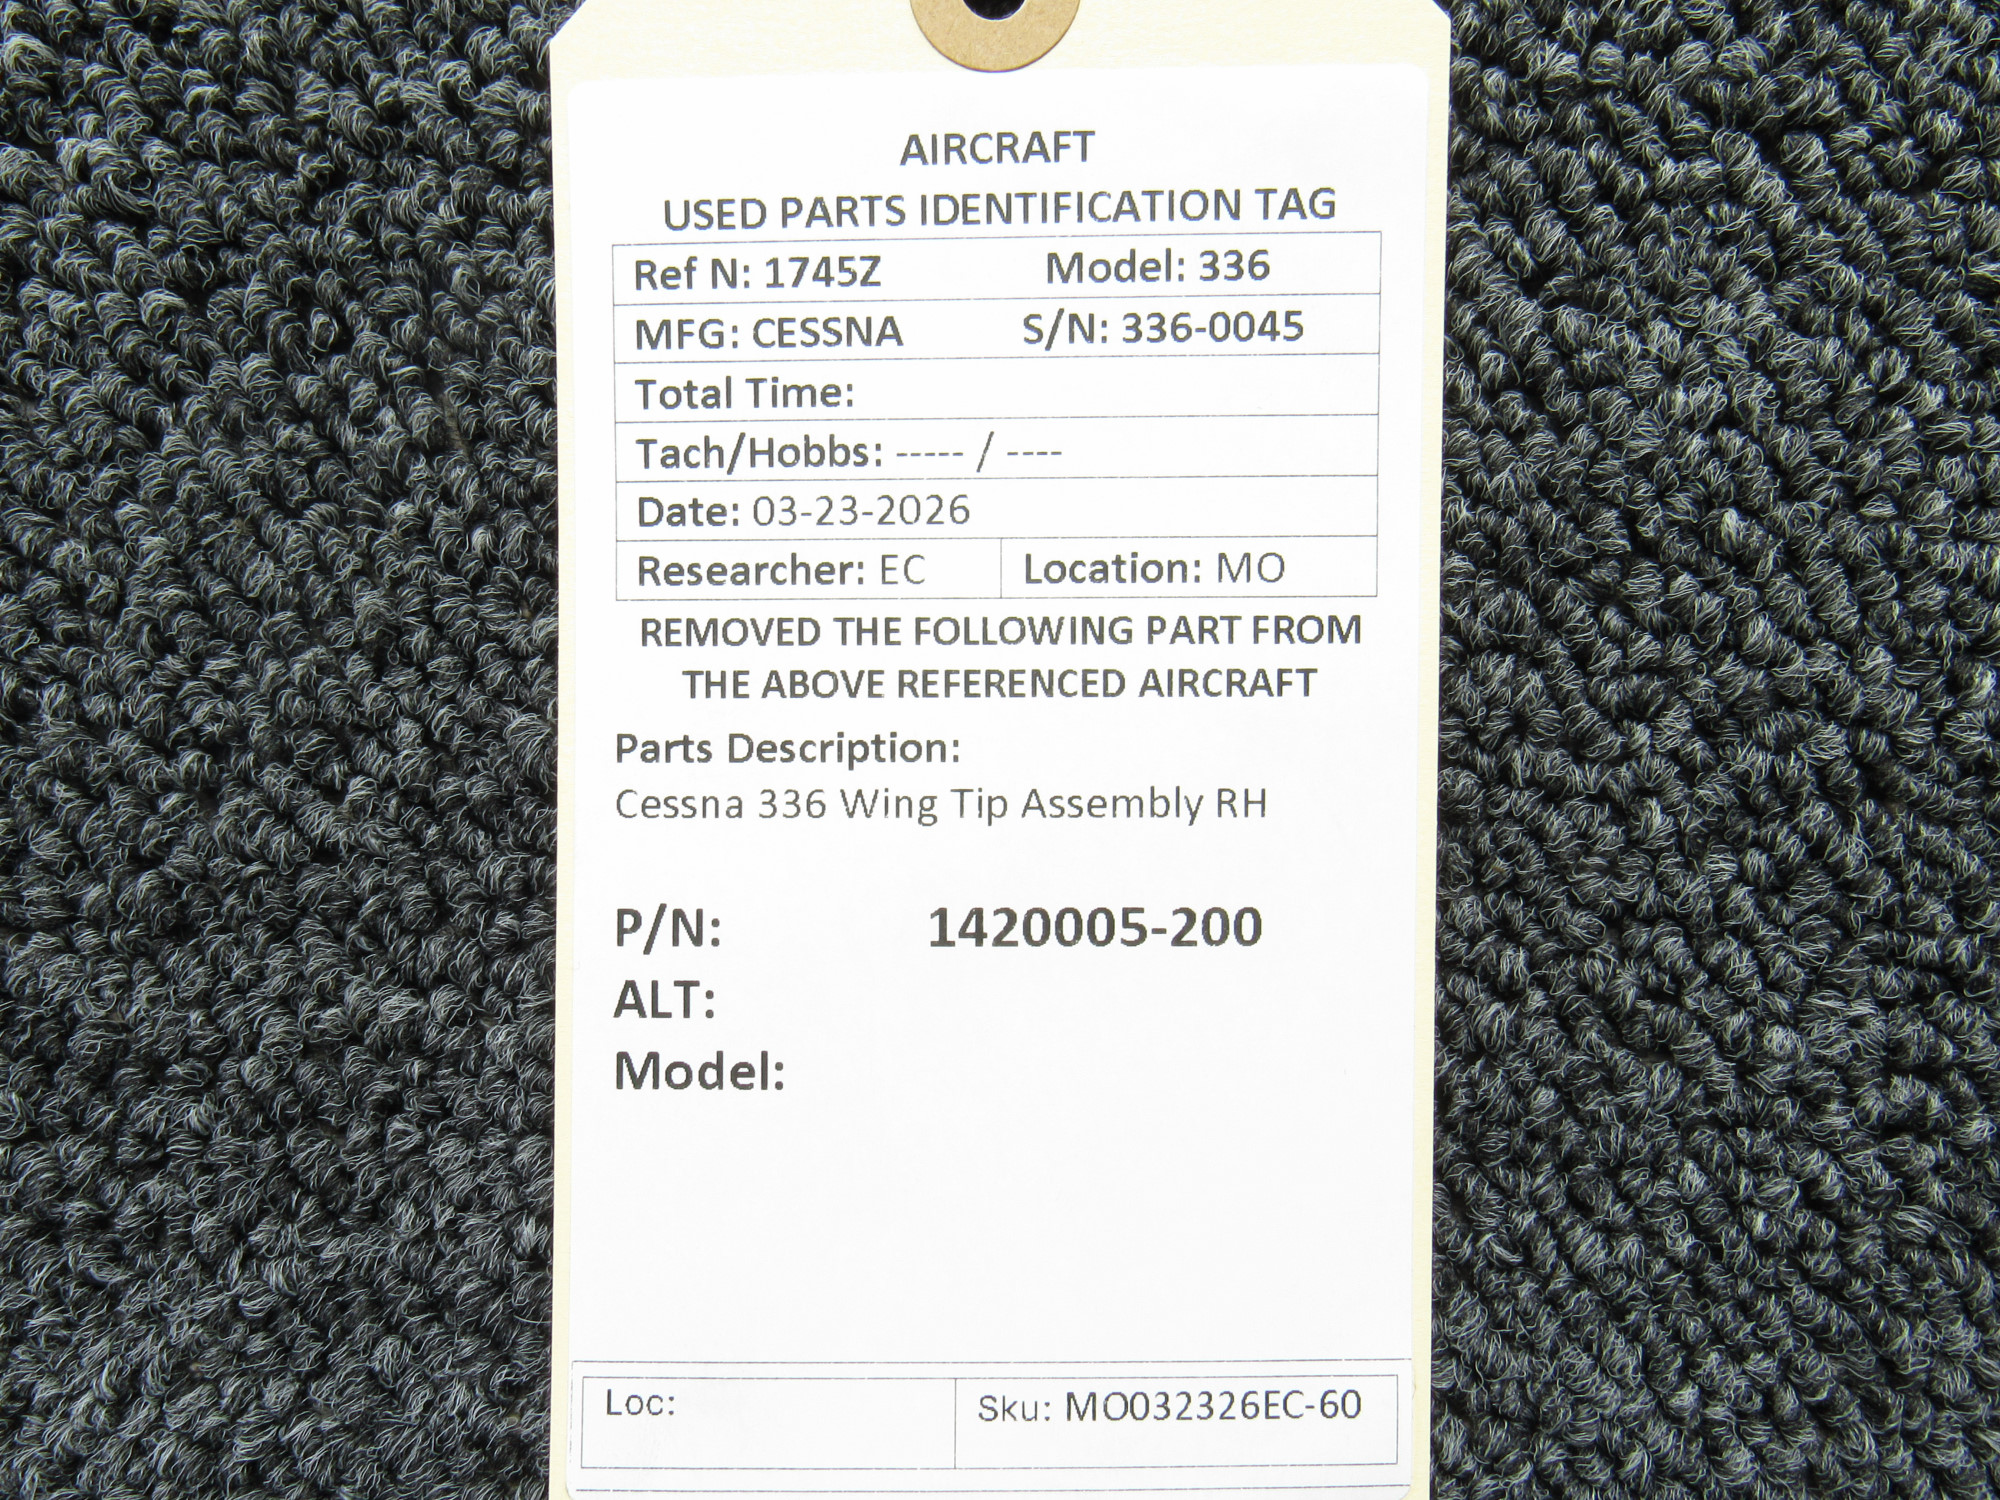 AIRCRAFT
USED PARTS IDENTIFICATION TAG
Ref N: 1745Z Model: 336
MFG: CESSNA S/N: 336-0045
Total Time:
Tach/Hobbs: ----- / ----
Date: 03-23-2026
Researcher: EC Location: MO
REMOVED THE FOLLOWING PART FROM
THE ABOVE REFERENCED AIRCRAFT
Parts Description:
Cessna 336 Wing Tip Assembly RH
P/N: 1420005-200
ALT:
Model:
Loc: Sku: MO032326EC-60